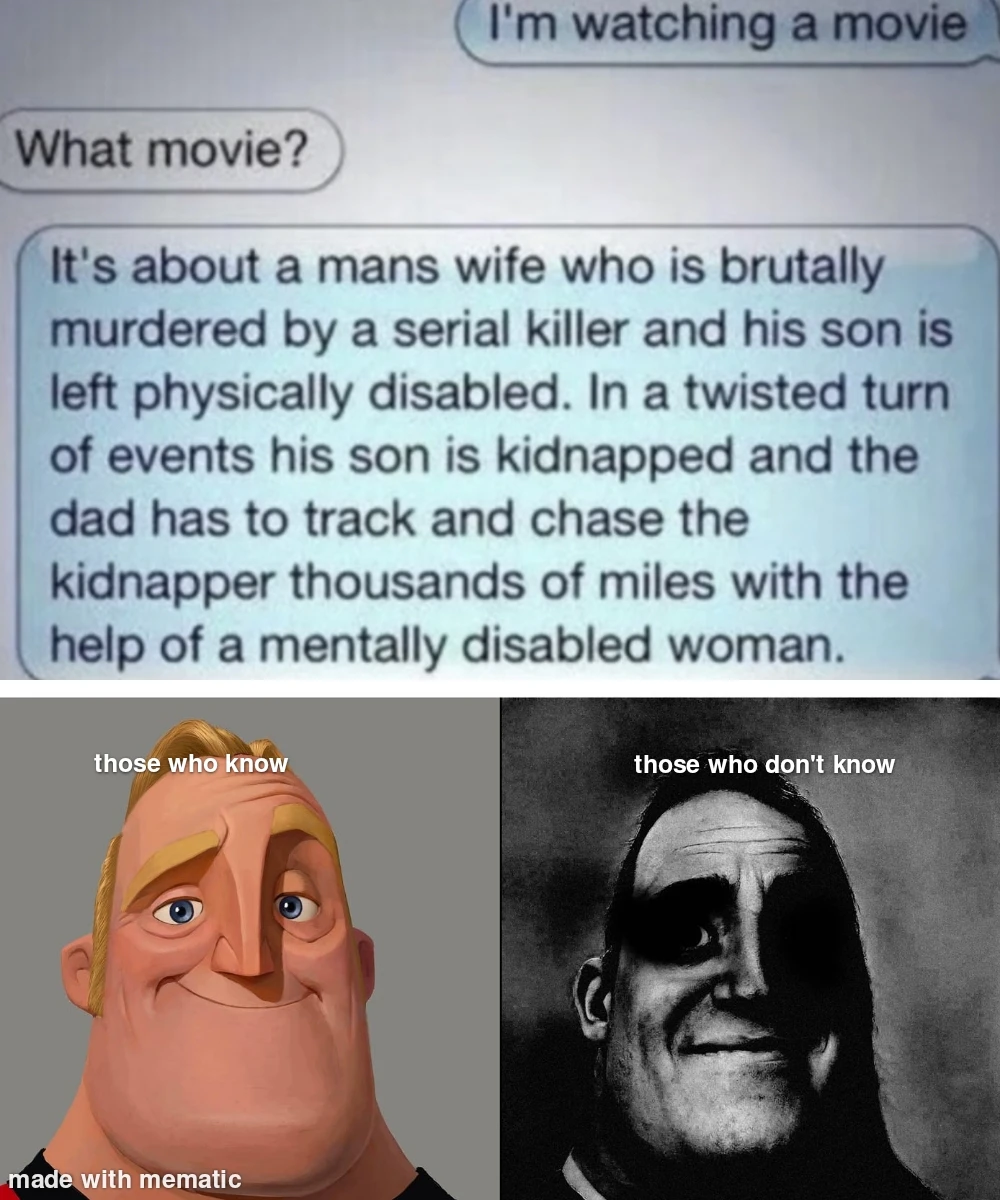 I'm watching a movie
What movie?
It's about a mans wife who is brutally
murdered by a serial killer and his son is
left physically disabled. In a twisted turn
of events his son is kidnapped and the
dad has to track and chase the
kidnapper thousands of miles with the
help of a mentally disabled woman.
those who know
those who don't know
made with mematic